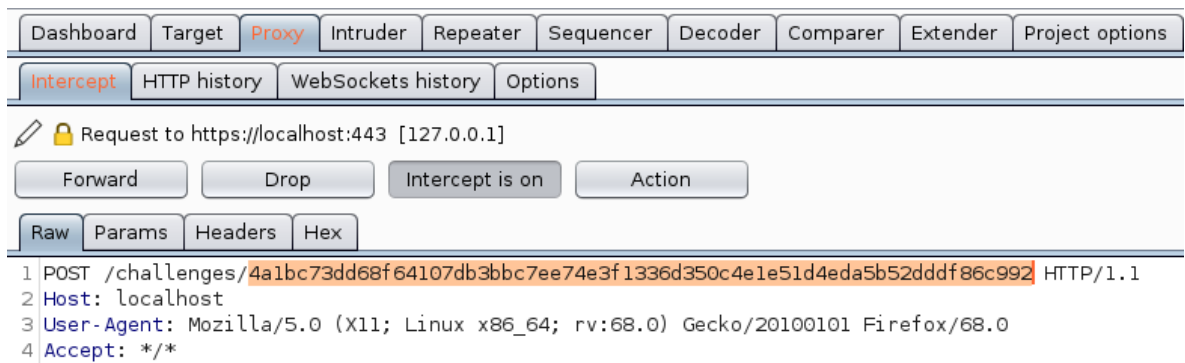 Dashboard Target Proxy Intruder Repeater Sequencer Decoder Comparer Extender Project options
Intercept HTTP history WebSockets history Options
Request to https://localhost:443 [127.0.0.1]
Forward Drop Intercept is on Action
Raw Params Headers Hex
1 POST /challenges/4a1bc73dd68f64107db3bbc7ee74e3f1336d350c4e1e51d4eda5b52dddf86c992 HTTP/1.1
2 Host: localhost
3 User-Agent: Mozilla/5.0 (X11; Linux x86_64; rv:68.0) Gecko/20100101 Firefox/68.0
4 Accept: */*